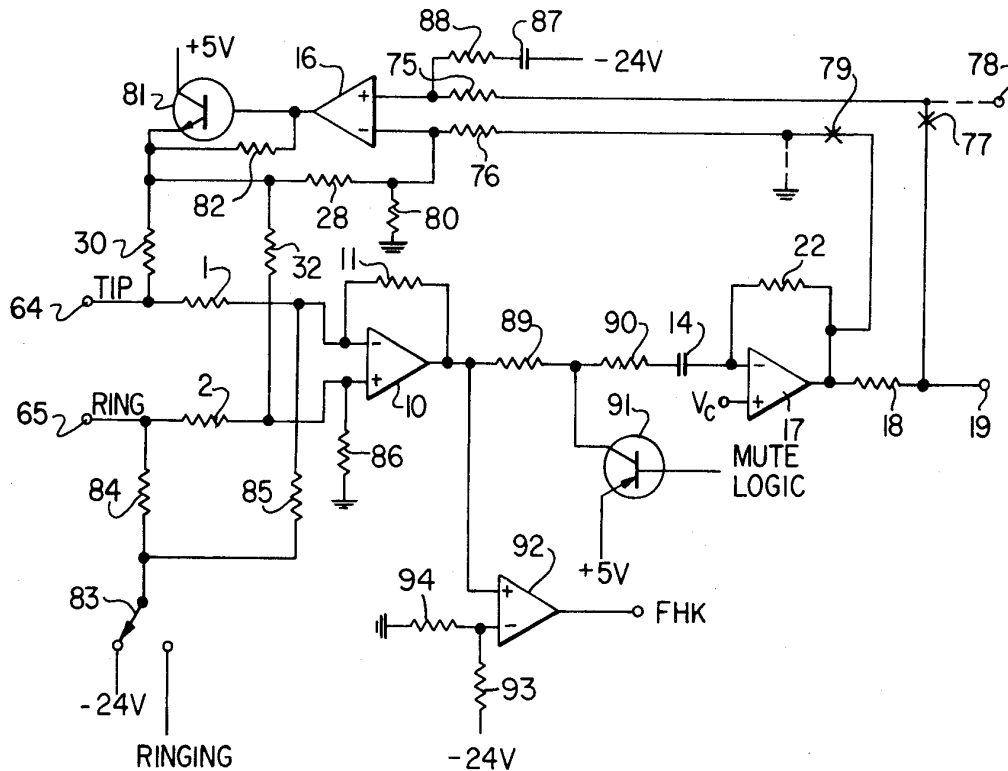 88 87
+5V 16 75 -24V 79 78
81
+
-
77
76
82 28 80
30 32
1 11 22
TIP
64
89 90 14
-
-
2
+
10
65 RING
VC +
17 18 19
91
86
MUTE
LOGIC
84 85
92
+5V
94
+
FHK
-
83
93
-24V
-24V
RINGING